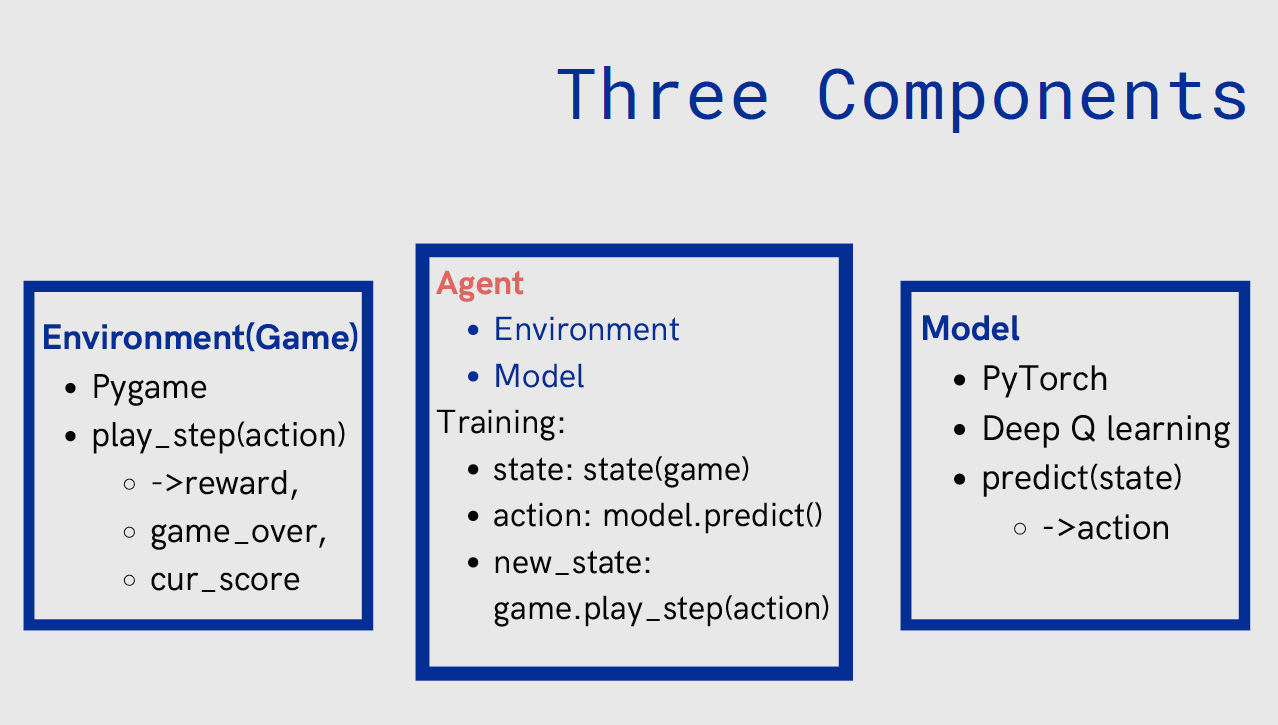 Three Components
Environment(Game)
Pygame
play_step(action)
->reward,
game_over,
cur_score
Agent
Environment
Model
Training:
state: state(game)
action: model.predict()
new_state:
game.play_step(action)
Model
PyTorch
Deep Q learning
predict(state)
->action